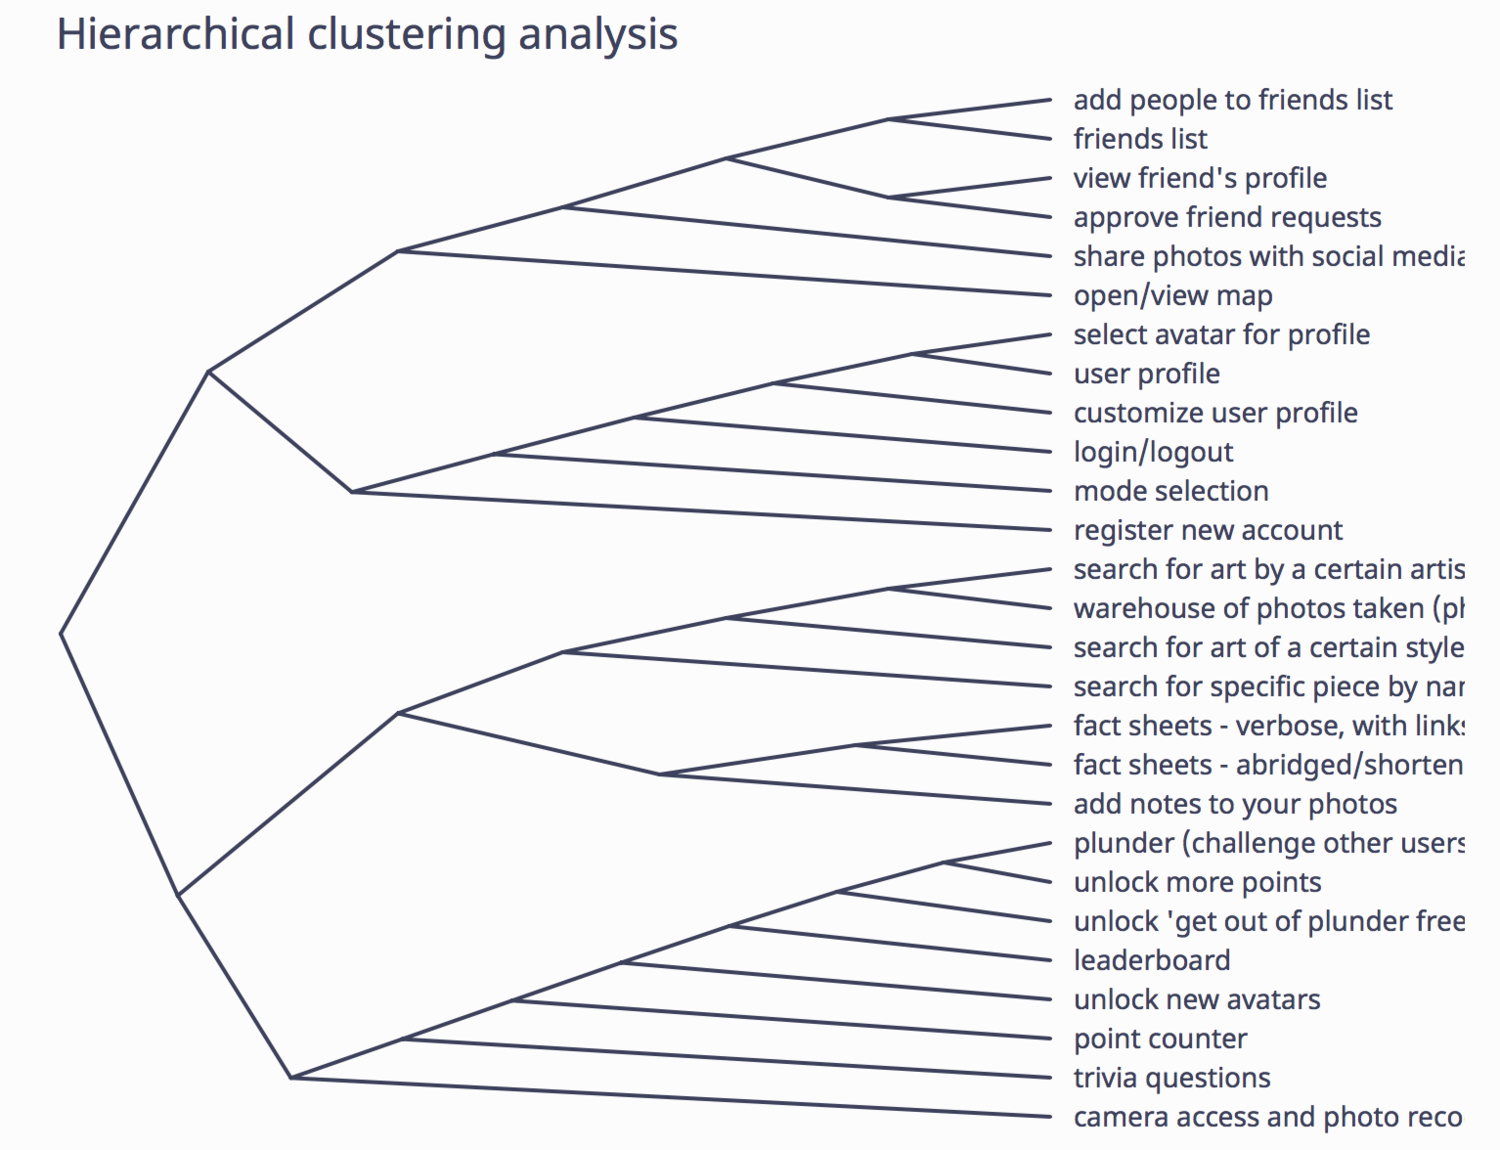 Hierarchical clustering analysis
add people to friends list
friends list
view friend's profile
approve friend requests
share photos with social media
open/view map
select avatar for profile
user profile
customize user profile
login/logout
mode selection
register new account
search for art by a certain artis
warehouse of photos taken (ph
search for art of a certain style
search for specific piece by nar
fact sheets - verbose, with links
fact sheets - abridged/shorten
add notes to your photos
plunder (challenge other users
unlock more points
unlock 'get out of plunder free
leaderboard
unlock new avatars
point counter
trivia questions
camera access and photo reco